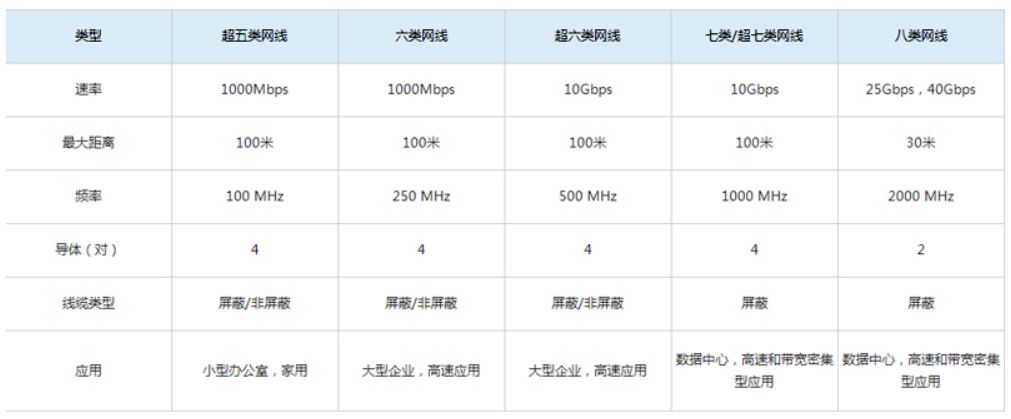 类型 超五类网线 六类网线 超六类网线 七类/超七类网线 八类网线
速率 1000Mbps 1000Mbps 10Gbps 10Gbps 25Gbps，40Gbps
最大距离 100米 100米 100米 100米 30米
频率 100 MHz 250 MHz 500 MHz 1000 MHz 2000 MHz
导体（对） 4 4 4 4 2
线缆类型 屏蔽/非屏蔽 屏蔽/非屏蔽 屏蔽/非屏蔽 屏蔽 屏蔽
应用 小型办公室，家用 大型企业，高速应用 大型企业，高速应用 数据中心，高速和带宽密集 数据中心，高速和带宽密集
型应用 型应用